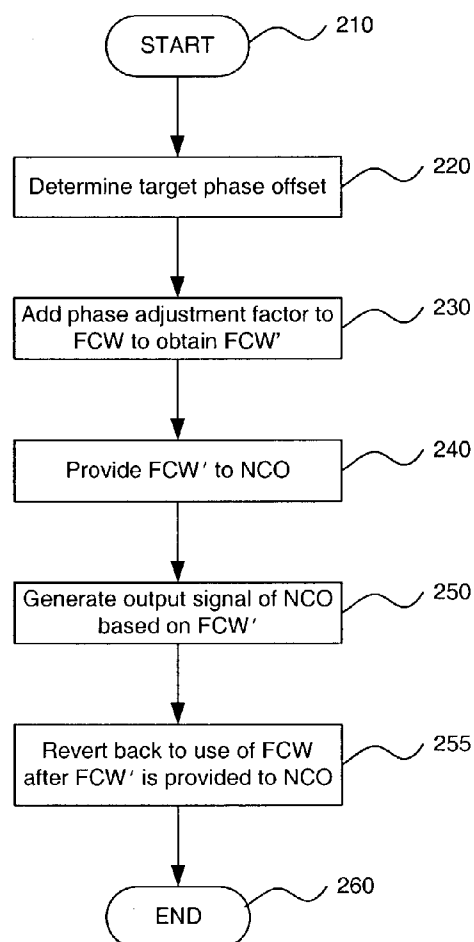 START
210
Determine target phase offset
220
Add phase adjustment factor to
FCW to obtain FCW′
230
Provide FCW′ to NCO
240
Generate output signal of NCO
based on FCW′
250
Revert back to use of FCW
after FCW′ is provided to NCO
255
END
260